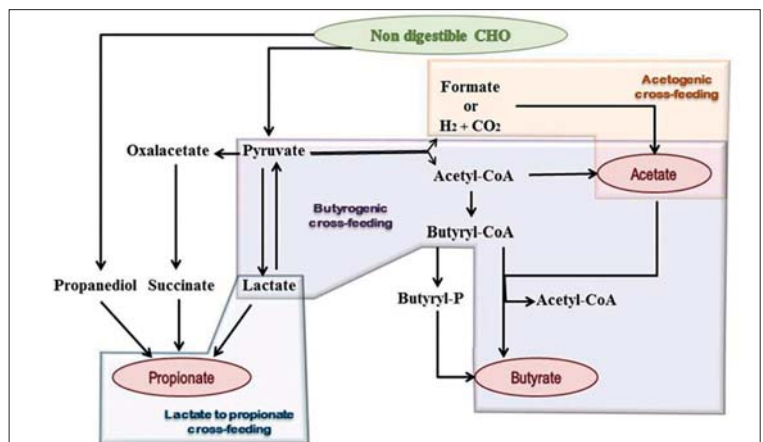 Non digestible CHO
Acetogenic
cross-feeding
Formate
or
H₂ + CO₂
Oxalacetate
Pyruvate
Acetyl-CoA
Acetate
Butyrogenic
cross-feeding
Butyryl-CoA
Propanediol
Succinate
Lactate
Butyryl-P
Acetyl-CoA
Propionate
Butyrate
Lactate to propionate
cross-feeding